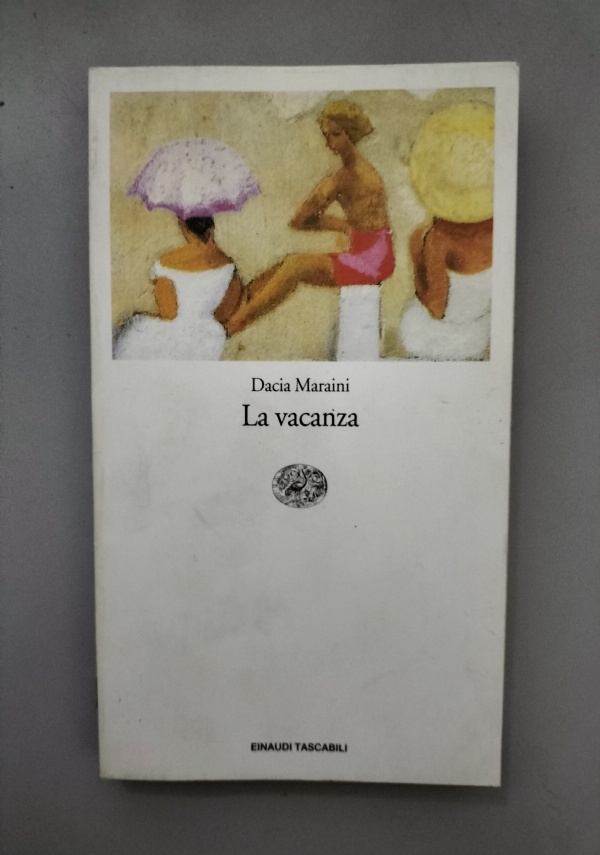 Dacia Maraini
La vacanza
EINAUDI TASCABILI